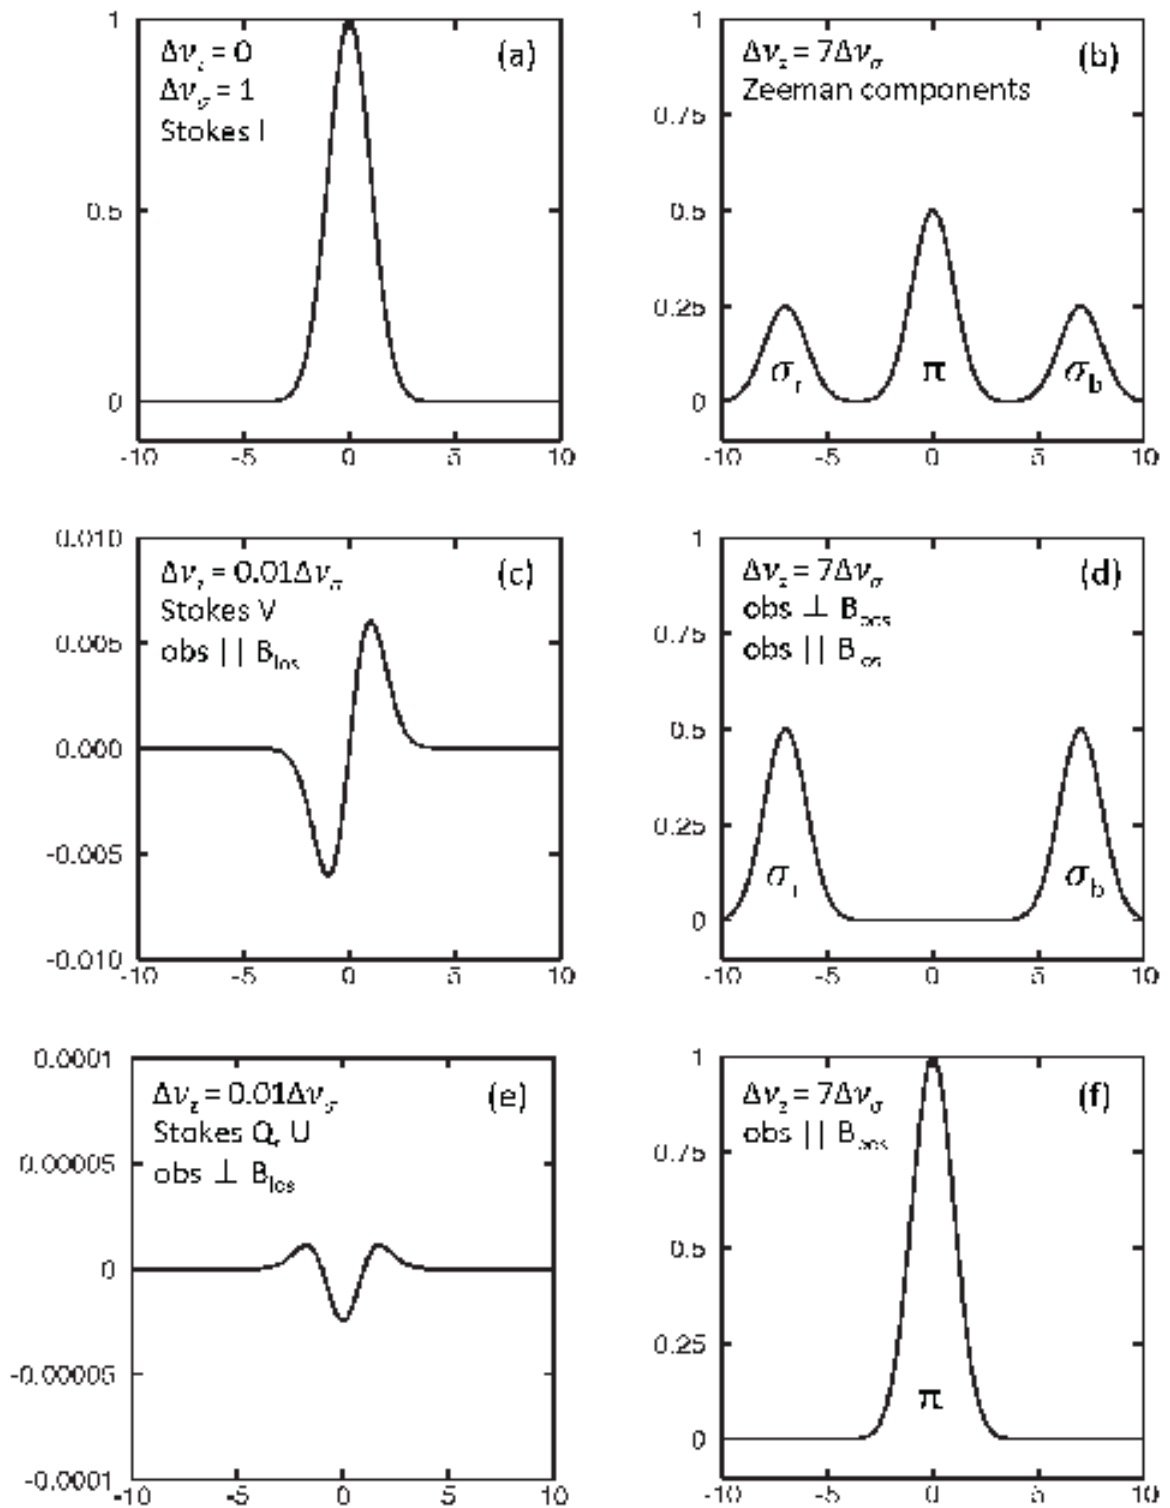 1
Δν_z = 0
(a)
Δν_σ = 1
Stokes I
0.5
0
-10 -5 0 5 10
1
Δν_z = 7Δν_σ
(b)
Zeeman components
0.75
0.5
0.25
σ_r π σ_b
0
-10 -5 0 5 10
0.010
Δν_z = 0.01Δν_σ
(c)
Stokes V
0.005
obs || B_los
0.000
-0.005
-0.010
-10 -5 0 5 10
1
Δν_z = 7Δν_σ
(d)
obs ⊥ B_pos
0.75
obs || B_los
0.5
0.25
σ_r σ_b
0
-10 -5 0 5 10
0.0001
Δν_z = 0.01Δν_σ
(e)
Stokes Q, U
0.00005
obs ⊥ B_los
0
-0.00005
-0.0001
-10 -5 0 5 10
1
Δν_z = 7Δν_σ
(f)
obs || B_pos
0.75
0.5
0.25
π
0
-10 -5 0 5 10